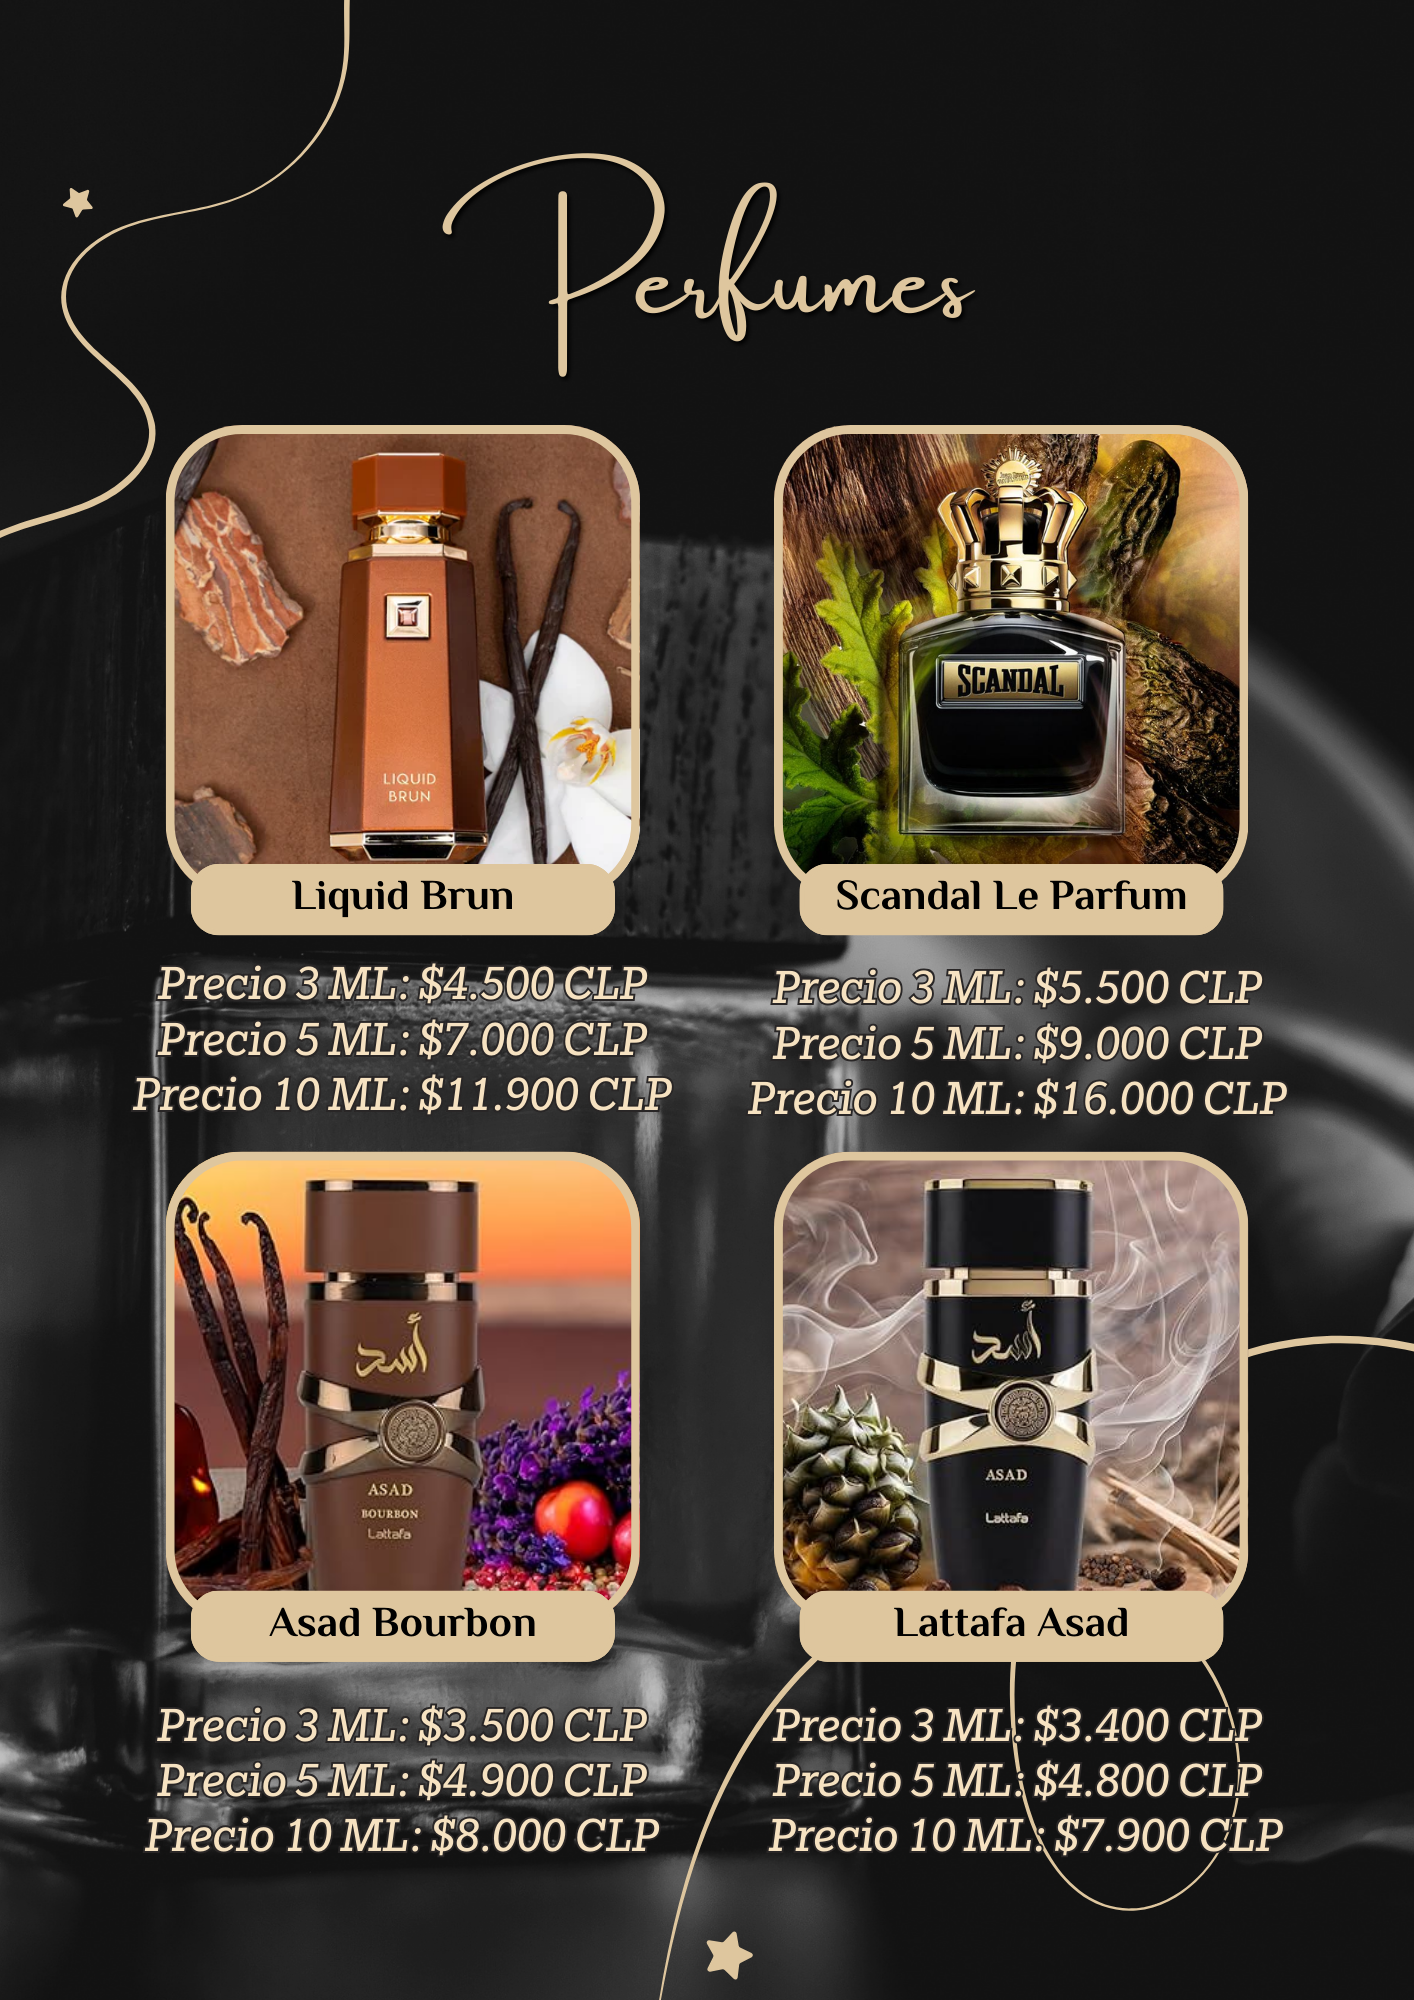 Perfumes
LIQUID
BRUN
Liquid Brun
Precio 3 ML: $4.500 CLP
Precio 5 ML: $7.000 CLP
Precio 10 ML: $11.900 CLP
SCANDAL
Scandal Le Parfum
Precio 3 ML: $5.500 CLP
Precio 5 ML: $9.000 CLP
Precio 10 ML: $16.000 CLP
أسد
ASAD
BOURBON
Lattafa
Asad Bourbon
Precio 3 ML: $3.500 CLP
Precio 5 ML: $4.900 CLP
Precio 10 ML: $8.000 CLP
أسد
ASAD
Lattafa
Lattafa Asad
Precio 3 ML: $3.400 CLP
Precio 5 ML: $4.800 CLP
Precio 10 ML: $7.900 CLP